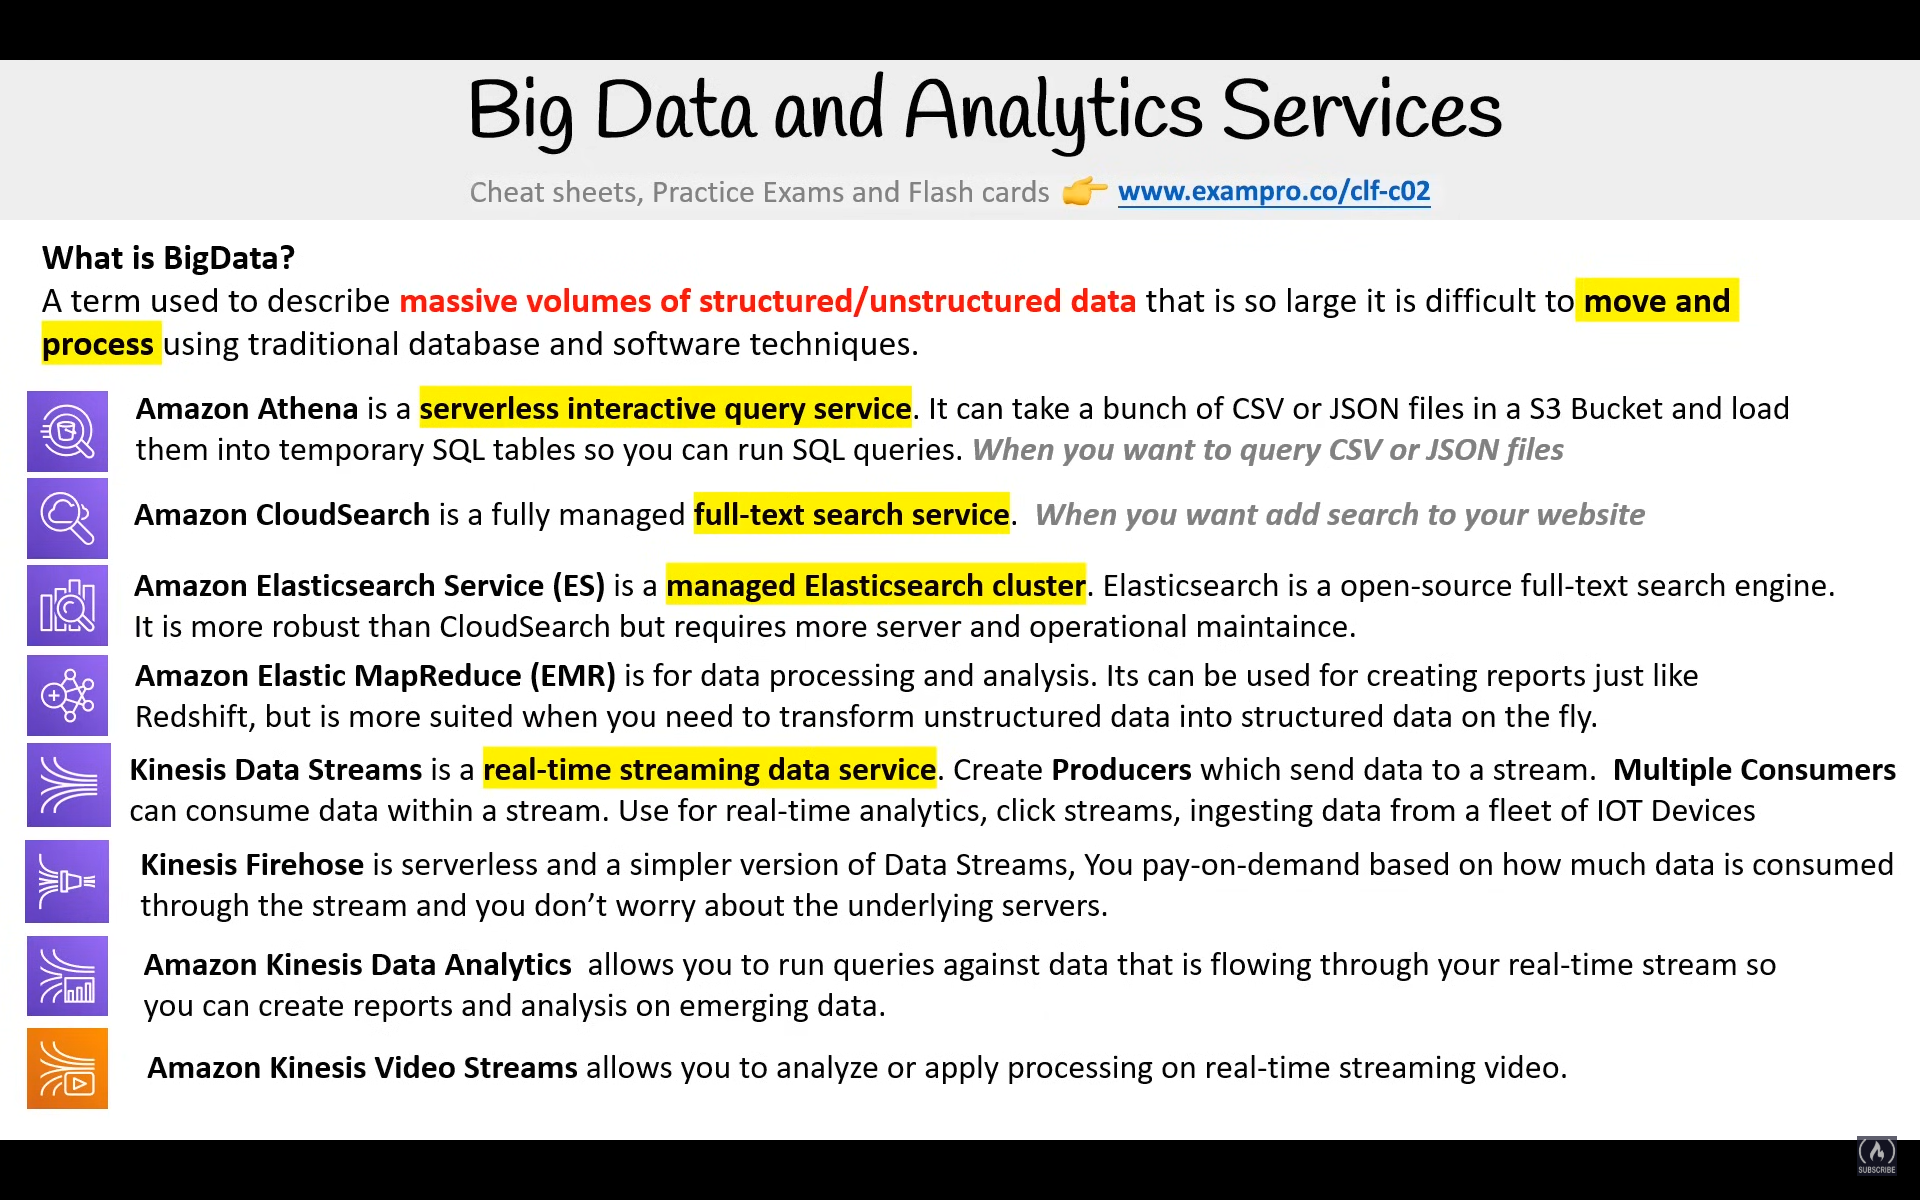 Big Data and Analytics Services
Cheat sheets, Practice Exams and Flash cards 👉 www.exampro.co/clf-c02
What is BigData?
A term used to describe massive volumes of structured/unstructured data that is so large it is difficult to move and
process using traditional database and software techniques.
Amazon Athena is a serverless interactive query service. It can take a bunch of CSV or JSON files in a S3 Bucket and load
them into temporary SQL tables so you can run SQL queries. When you want to query CSV or JSON files
Amazon CloudSearch is a fully managed full-text search service. When you want add search to your website
Amazon Elasticsearch Service (ES) is a managed Elasticsearch cluster. Elasticsearch is a open-source full-text search engine.
It is more robust than CloudSearch but requires more server and operational maintaince.
Amazon Elastic MapReduce (EMR) is for data processing and analysis. Its can be used for creating reports just like
Redshift, but is more suited when you need to transform unstructured data into structured data on the fly.
Kinesis Data Streams is a real-time streaming data service. Create Producers which send data to a stream. Multiple Consumers
can consume data within a stream. Use for real-time analytics, click streams, ingesting data from a fleet of IOT Devices
Kinesis Firehose is serverless and a simpler version of Data Streams, You pay-on-demand based on how much data is consumed
through the stream and you don’t worry about the underlying servers.
Amazon Kinesis Data Analytics allows you to run queries against data that is flowing through your real-time stream so
you can create reports and analysis on emerging data.
Amazon Kinesis Video Streams allows you to analyze or apply processing on real-time streaming video.
SUBSCRIBE